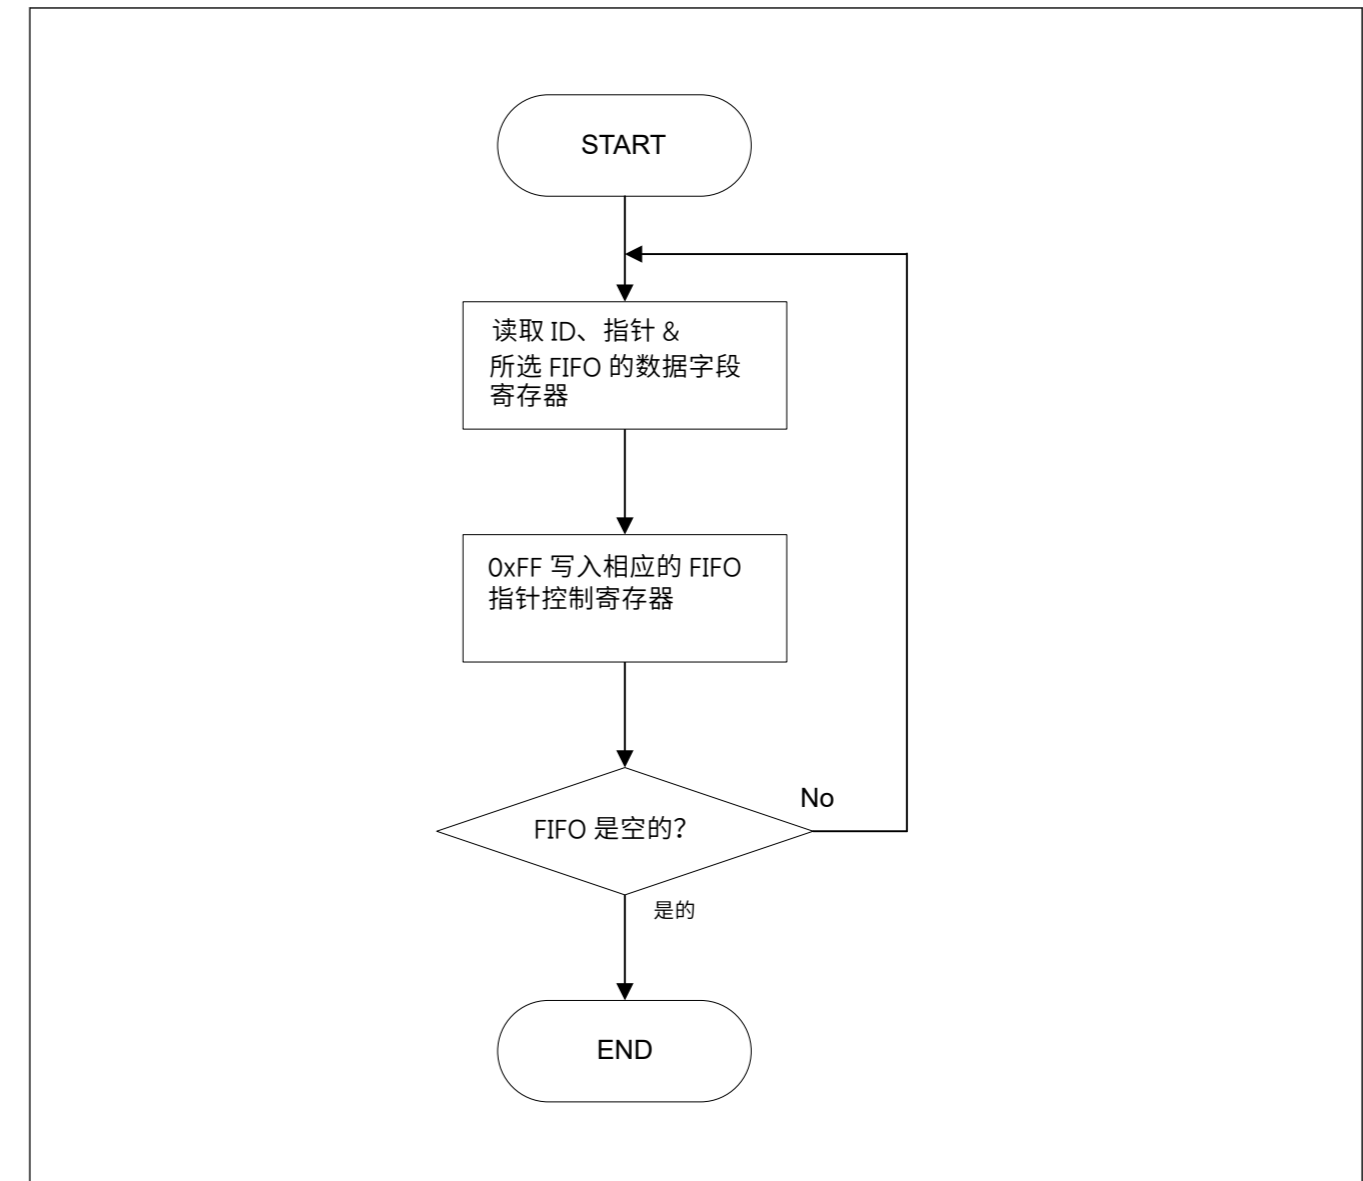 START
读取 ID、指针 &
所选 FIFO 的数据字段
寄存器
0xFF 写入相应的 FIFO
指针控制寄存器
No
FIFO 是空的？
是的
END